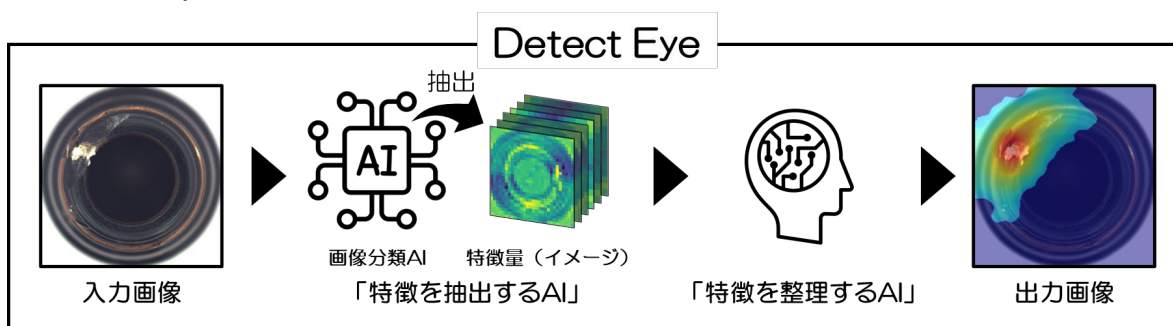 Detect Eye
抽出
AI
画像分類AI
特徴量（イメージ）
入力画像
「特徴を抽出するAI」
「特徴を整理するAI」
出力画像